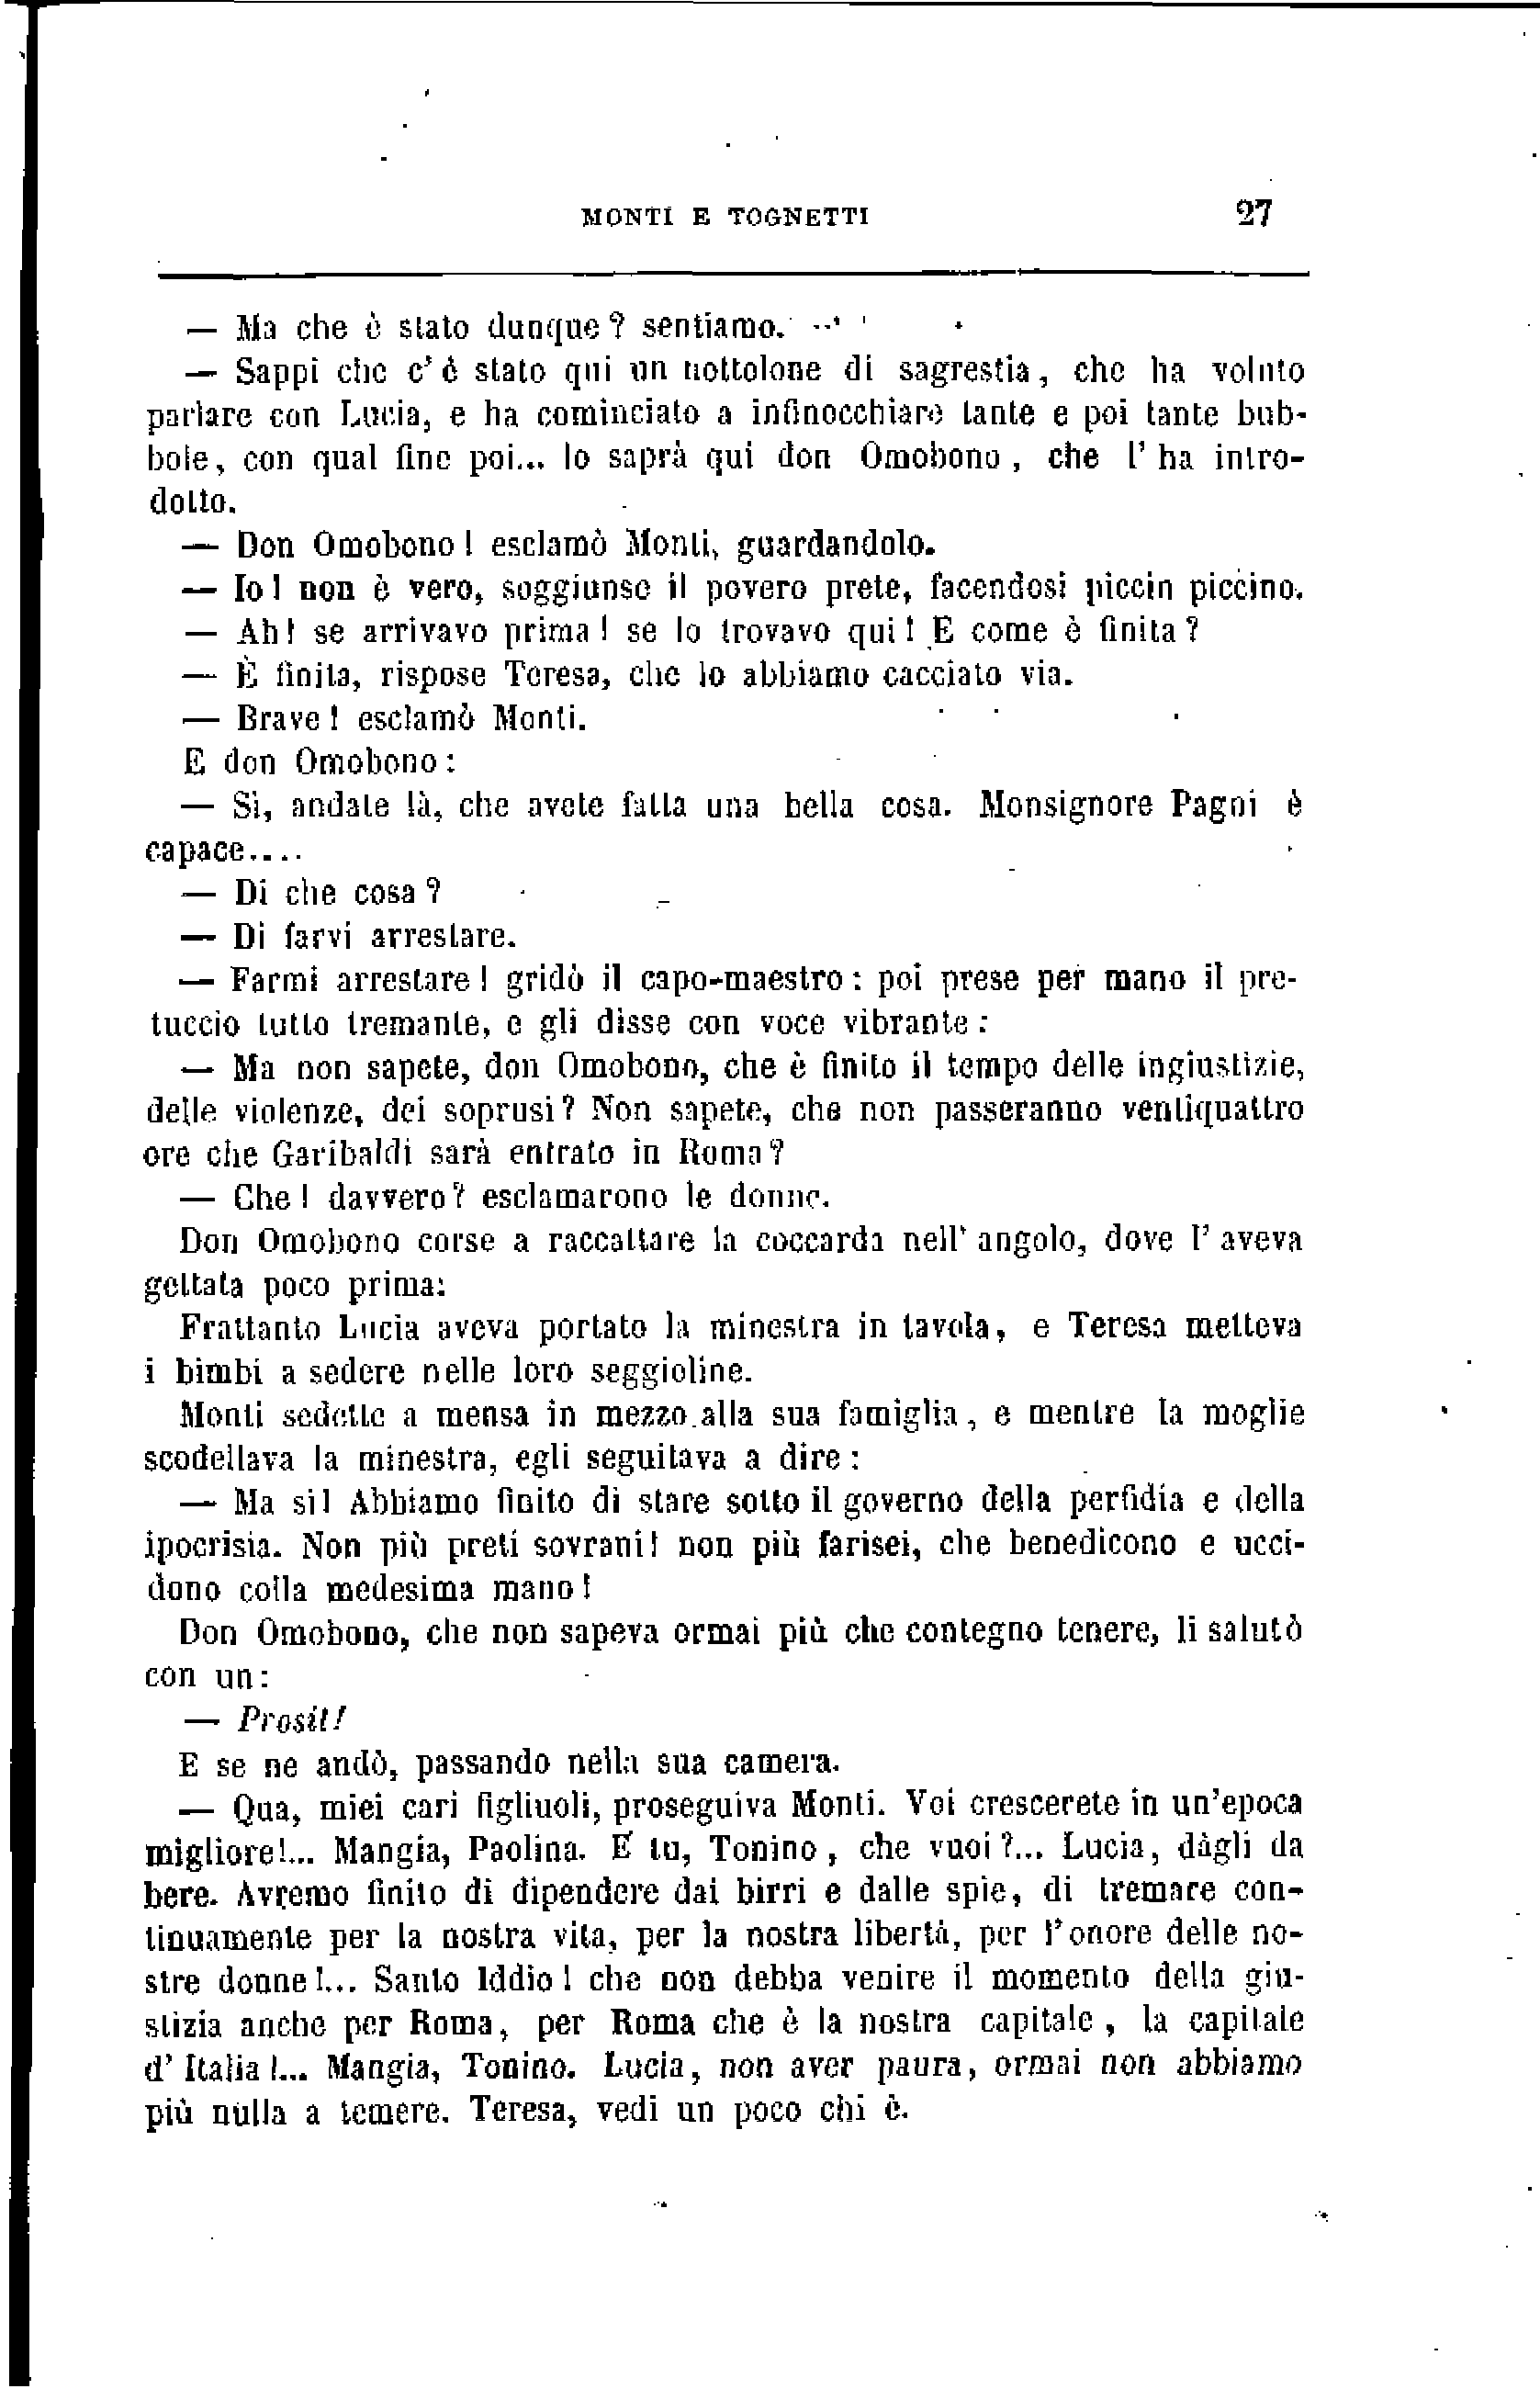 MONTI E TOGNETTI 27
— Ma che è stato dunque? sentiamo.
— Sappi che c' è stato qui un nottolone di sagrestia, che ha voluto
parlare con Lucia, e ha cominciato a infinocchiare tante e poi tante bub-
bole, con qual fine poi... lo saprà qui don Omobono, che l' ha intro-
dotto.
— Don Omobono! esclamò Monti, guardandolo.
— Io! non è vero, soggiunse il povero prete, facendosi piccin piccino.
— Ah! se arrivavo prima! se lo trovavo qui! E come è finita?
— È finita, rispose Teresa, che lo abbiamo cacciato via.
— Brave! esclamò Monti.
E don Omobono:
— Sì, andate là, che avete fatta una bella cosa. Monsignore Pagni è
capace....
— Di che cosa?
— Di farvi arrestare.
— Farmi arrestare! gridò il capo-maestro: poi prese per mano il pre-
tuccio tutto tremante, e gli disse con voce vibrante:
— Ma non sapete, don Omobono, che è finito il tempo delle ingiustizie,
delle violenze, dei soprusi? Non sapete, che non passeranno ventiquattro
ore che Garibaldi sarà entrato in Roma?
— Che! davvero? esclamarono le donne.
Don Omobono corse a raccattare la coccarda nell' angolo, dove l' aveva
gettata poco prima:
Frattanto Lucia aveva portato la minestra in tavola, e Teresa metteva
i bimbi a sedere nelle loro seggioline.
Monti sedette a mensa in mezzo alla sua famiglia, e mentre la moglie
scodellava la minestra, egli seguitava a dire:
— Ma si! Abbiamo finito di stare sotto il governo della perfidia e della
ipocrisia. Non più preti sovrani! non più farisei, che benedicono e ucci-
dono colla medesima mano!
Don Omobono, che non sapeva ormai più che contegno tenere, li salutò
con un:
— Prosit!
E se ne andò, passando nella sua camera.
— Qua, miei cari figliuoli, proseguiva Monti. Voi crescerete in un'epoca
migliore!... Mangia, Paolina. E tu, Tonino, che vuoi?... Lucia, dàgli da
bere. Avremo finito di dipendere dai birri e dalle spie, di tremare con-
tinuamente per la nostra vita, per la nostra libertà, per l'onore delle no-
stre donne!... Santo Iddio! che non debba venire il momento della giu-
stizia anche per Roma, per Roma che è la nostra capitale, la capitale
d' Italia!... Mangia, Tonino. Lucia, non aver paura, ormai non abbiamo
più nulla a temere. Teresa, vedi un poco chi è.